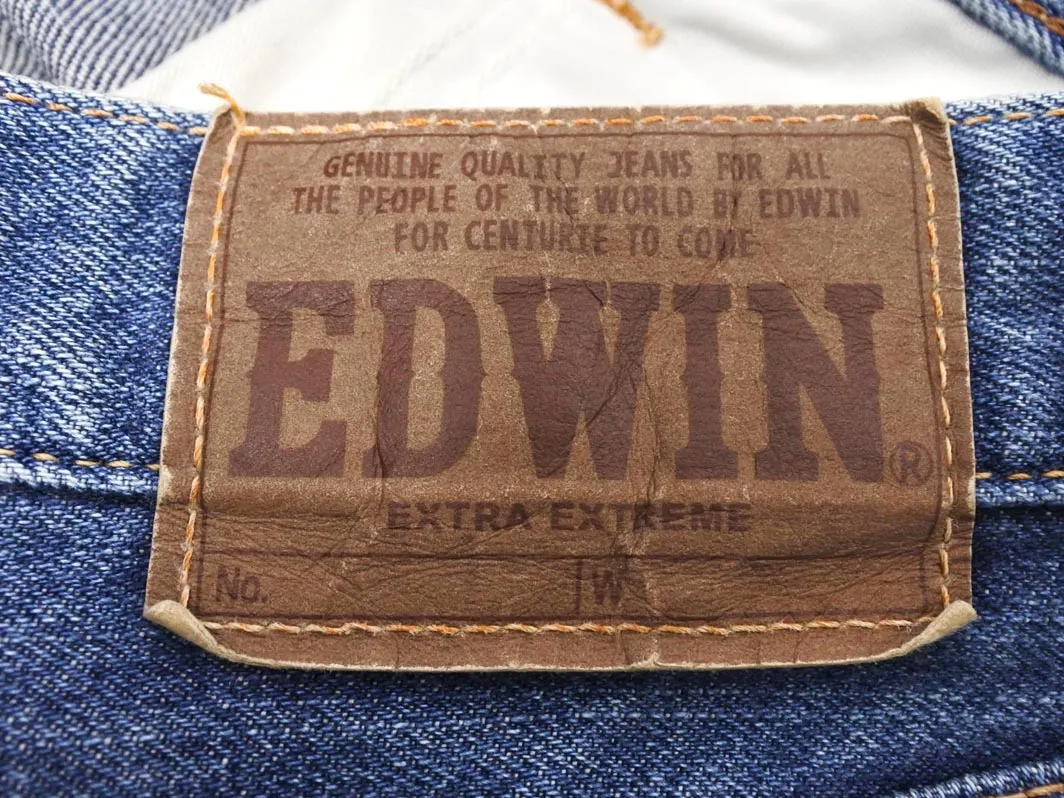 GENUINE QUALITY JEANS FOR ALL
THE PEOPLE OF THE WORLD BY EDWIN
FOR CENTURIE TO COME
EDWIN®
EXTRA EXTREME
No. W